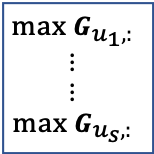 max G_{u_1,:}
⋮
⋮
max G_{u_S,:}